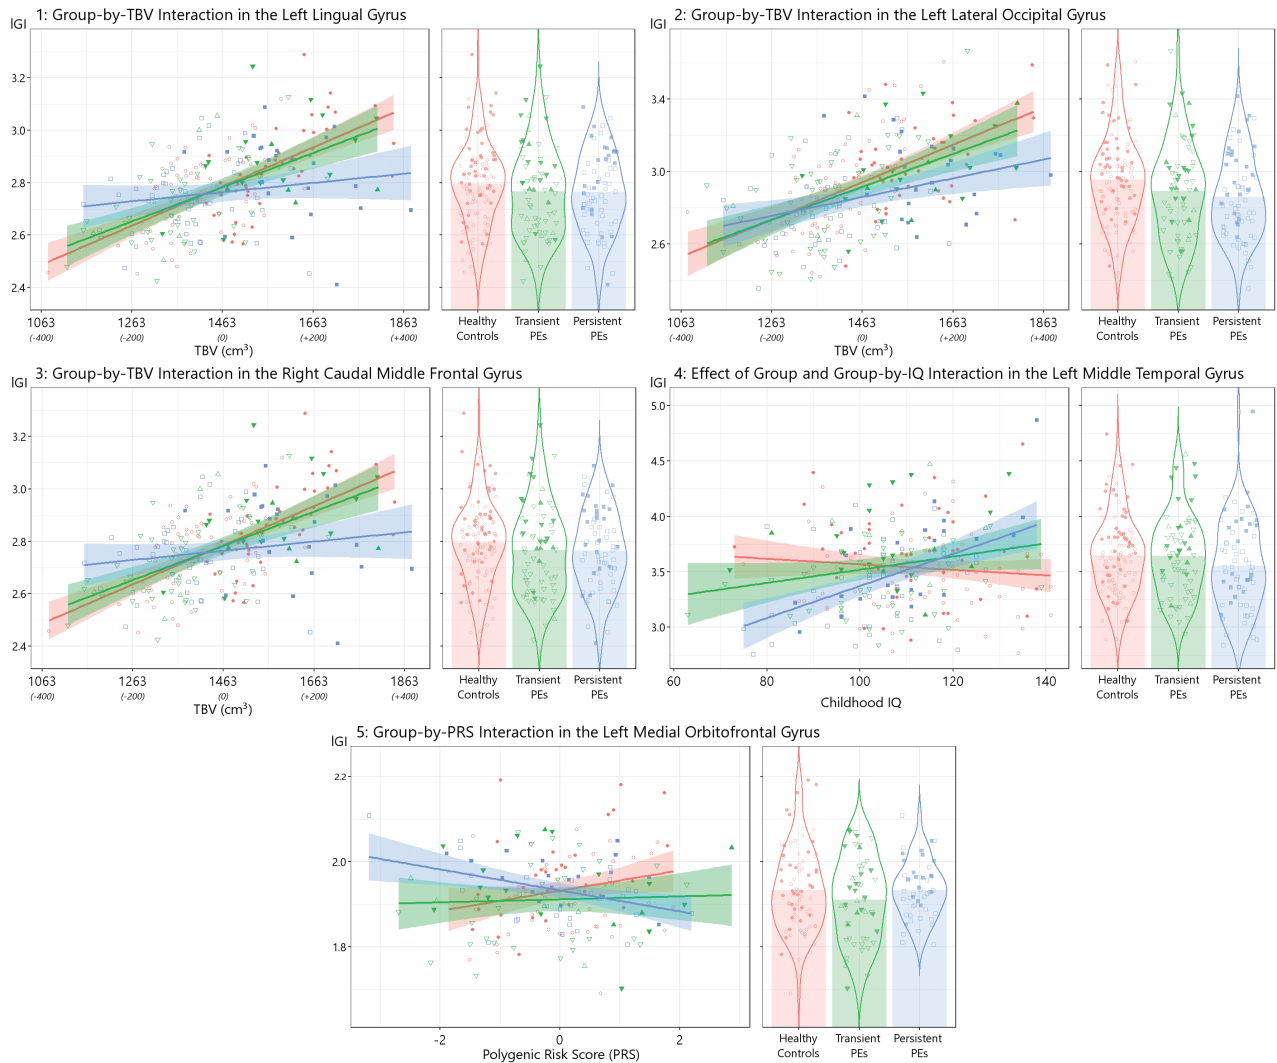 1: Group-by-TBV Interaction in the Left Lingual Gyrus
lGI
3.2
3.0
2.8
2.6
2.4
1063 1263 1463 1663 1863
(-400) (-200) (0) (+200) (+400)
TBV (cm³)
Healthy Controls
Transient PEs
Persistent PEs
2: Group-by-TBV Interaction in the Left Lateral Occipital Gyrus
lGI
3.4
3.0
2.6
1063 1263 1463 1663 1863
(-400) (-200) (0) (+200) (+400)
TBV (cm³)
Healthy Controls
Transient PEs
Persistent PEs
3: Group-by-TBV Interaction in the Right Caudal Middle Frontal Gyrus
lGI
3.2
3.0
2.8
2.6
2.4
1063 1263 1463 1663 1863
(-400) (-200) (0) (+200) (+400)
TBV (cm³)
Healthy Controls
Transient PEs
Persistent PEs
4: Effect of Group and Group-by-IQ Interaction in the Left Middle Temporal Gyrus
lGI
5.0
4.5
4.0
3.5
3.0
60 80 100 120 140
Childhood IQ
Healthy Controls
Transient PEs
Persistent PEs
5: Group-by-PRS Interaction in the Left Medial Orbitofrontal Gyrus
lGI
2.2
2.0
1.8
-2 0 2
Polygenic Risk Score (PRS)
Healthy Controls
Transient PEs
Persistent PEs